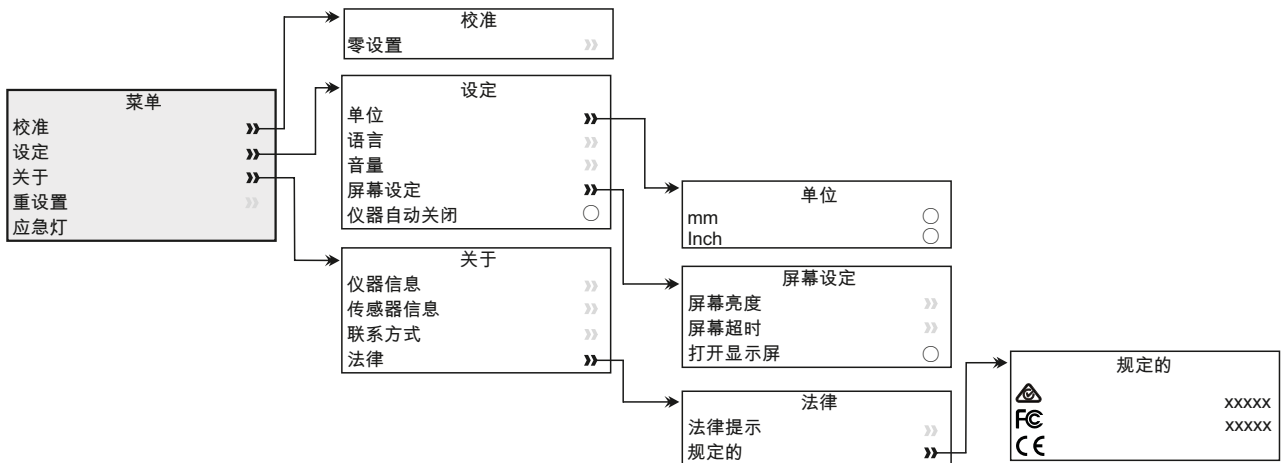 菜单
校准
设定
关于
重设置
应急灯
校准
零设置
设定
单位
语言
音量
屏幕设定
仪器自动关闭
关于
仪器信息
传感器信息
联系方式
法律
单位
mm
Inch
屏幕设定
屏幕亮度
屏幕超时
打开显示屏
法律
法律提示
规定的
规定的
xxxxx
FC xxxxx
CE